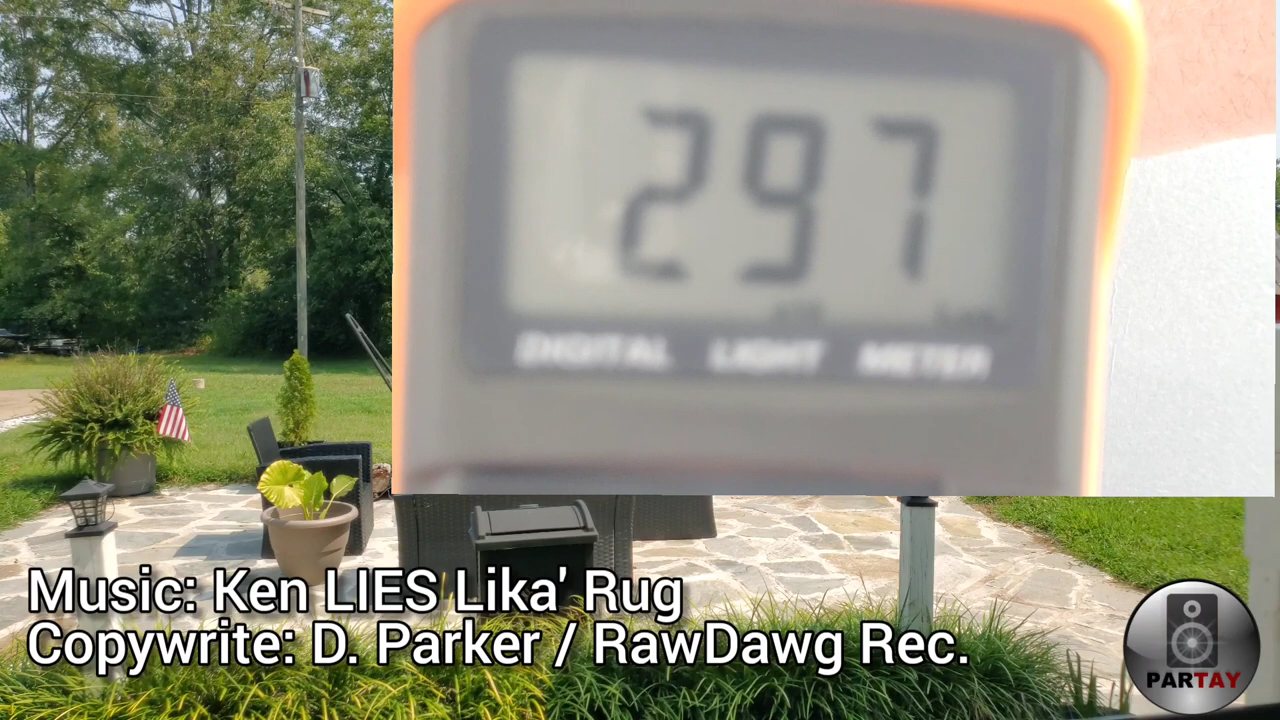 297
DIGITAL LIGHT METER
Music: Ken LIES Lika' Rug
Copywrite: D. Parker / RawDawg Rec.
PARTAY